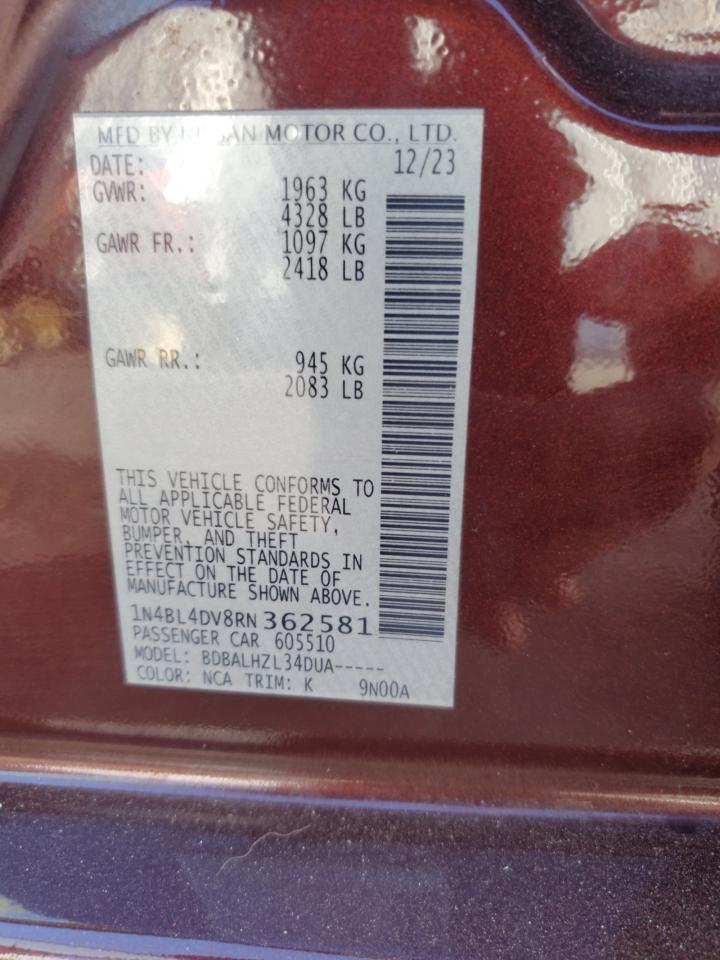 MFD BY NISSAN MOTOR CO., LTD.
DATE: 12/23
GVWR: 1963 KG
4328 LB
GAWR FR.: 1097 KG
2418 LB
GAWR RR.: 945 KG
2083 LB
THIS VEHICLE CONFORMS TO
ALL APPLICABLE FEDERAL
MOTOR VEHICLE SAFETY,
BUMPER, AND THEFT
PREVENTION STANDARDS IN
EFFECT ON THE DATE OF
MANUFACTURE SHOWN ABOVE.
1N4BL4DV8RN362581
PASSENGER CAR 605510
MODEL: BDBALHZL34DUA-----
COLOR: NCA TRIM: K 9N00A